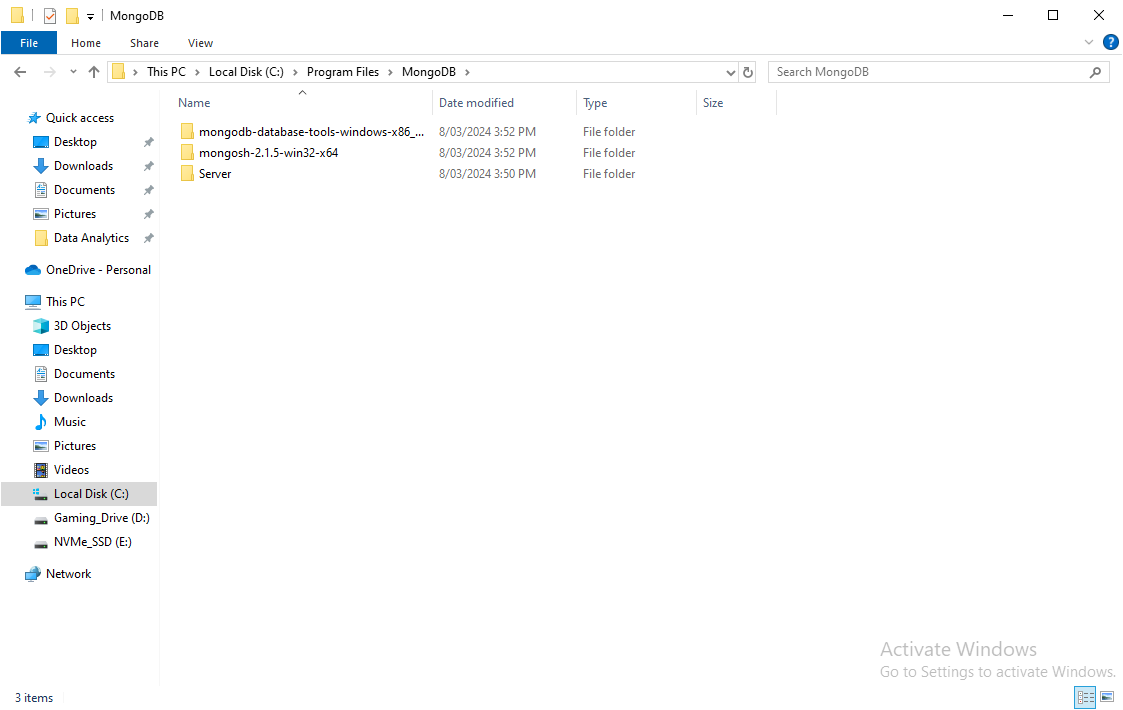 MongoDB
File Home Share View
This PC Local Disk (C:) Program Files MongoDB
Search MongoDB
Name Date modified Type Size
mongodb-database-tools-windows-x86_... 8/03/2024 3:52 PM File folder
mongosh-2.1.5-win32-x64 8/03/2024 3:52 PM File folder
Server 8/03/2024 3:50 PM File folder
Quick access
Desktop
Downloads
Documents
Pictures
Data Analytics
OneDrive - Personal
This PC
3D Objects
Desktop
Documents
Downloads
Music
Pictures
Videos
Local Disk (C:)
Gaming_Drive (D:)
NVMe_SSD (E:)
Network
Activate Windows
Go to Settings to activate Windows.
3 items